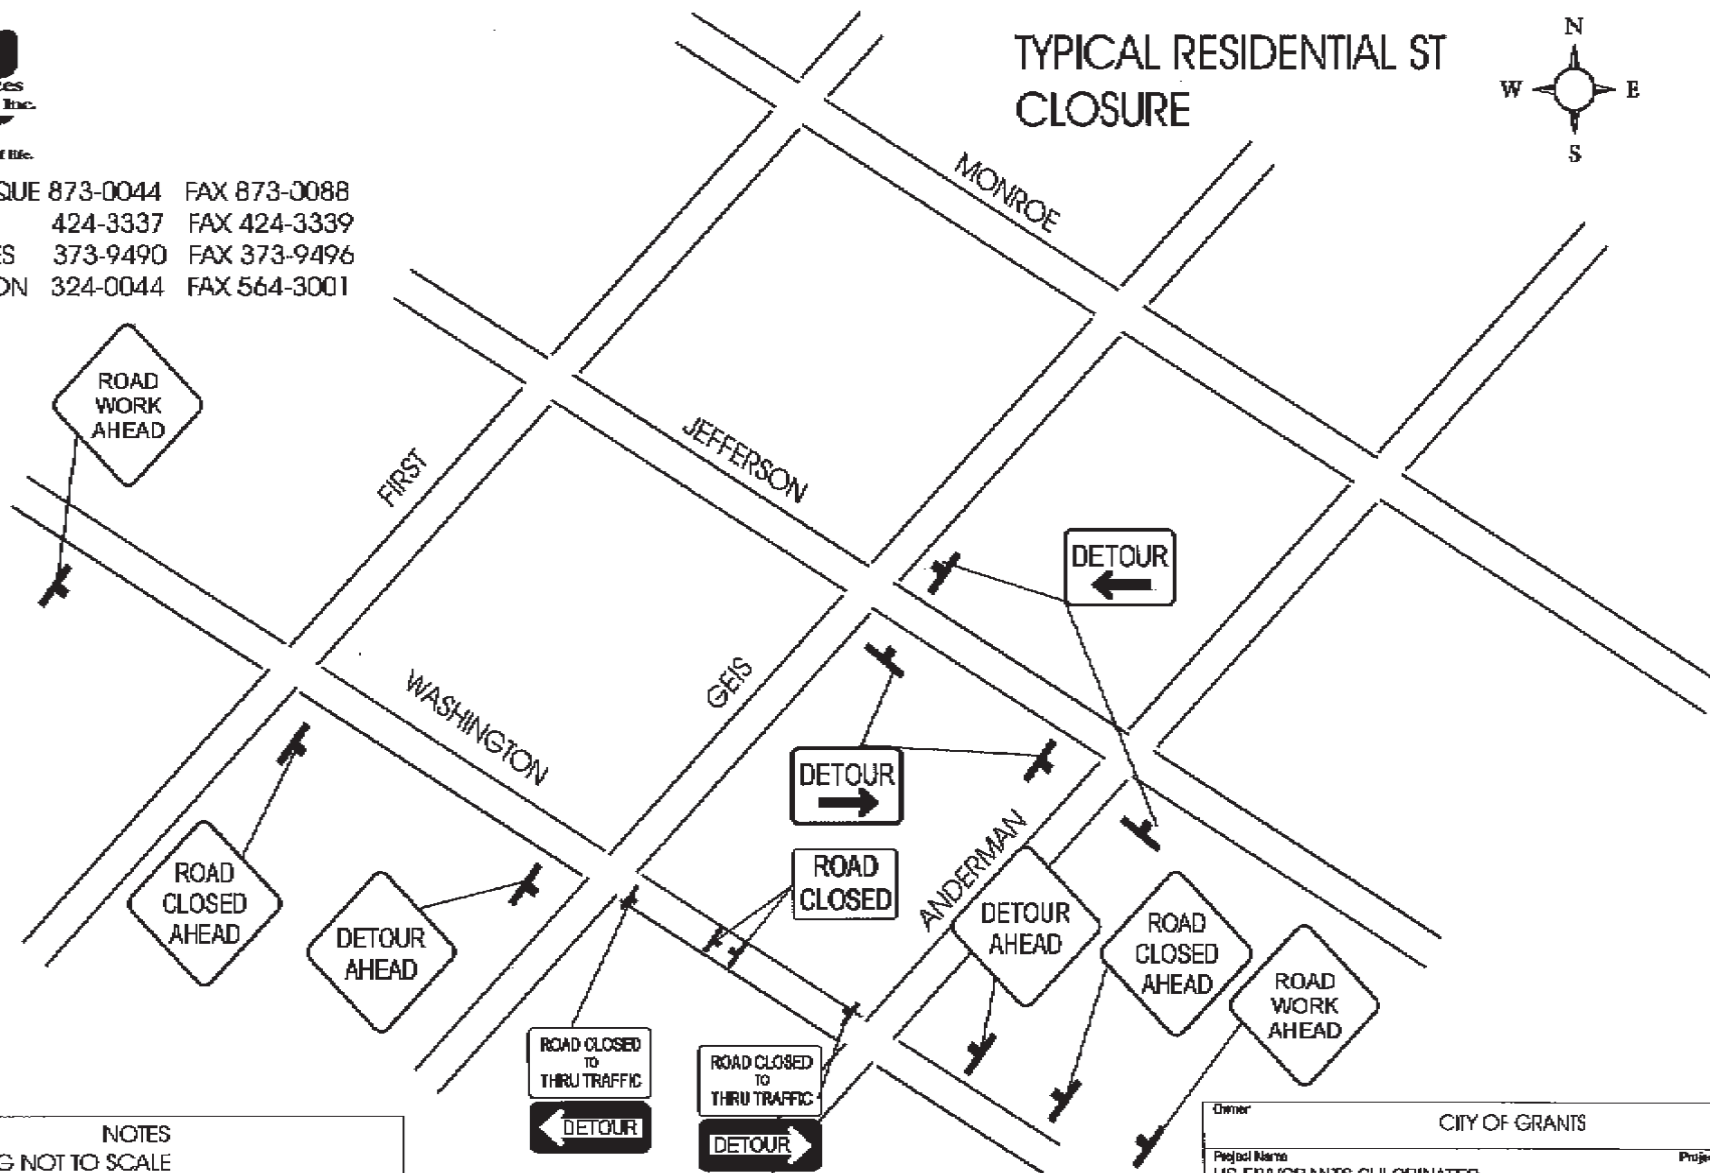 TYPICAL RESIDENTIAL ST
CLOSURE
N
W E
S
Inc.
of life.
873-0044 FAX 873-0088
424-3337 FAX 424-3339
373-9490 FAX 373-9496
324-0044 FAX 564-3001
MONROE
ROAD
WORK
AHEAD
FIRST
JEFFERSON
DETOUR
WASHINGTON
GEIS
DETOUR
ROAD
CLOSED
AHEAD
DETOUR
AHEAD
ROAD
CLOSED
ANDERMAN
DETOUR
AHEAD
ROAD
CLOSED
AHEAD
ROAD
WORK
AHEAD
ROAD CLOSED
TO
THRU TRAFFIC
DETOUR
ROAD CLOSED
TO
THRU TRAFFIC
DETOUR
NOTES
NOT TO SCALE
Owner
CITY OF GRANTS
Project Name